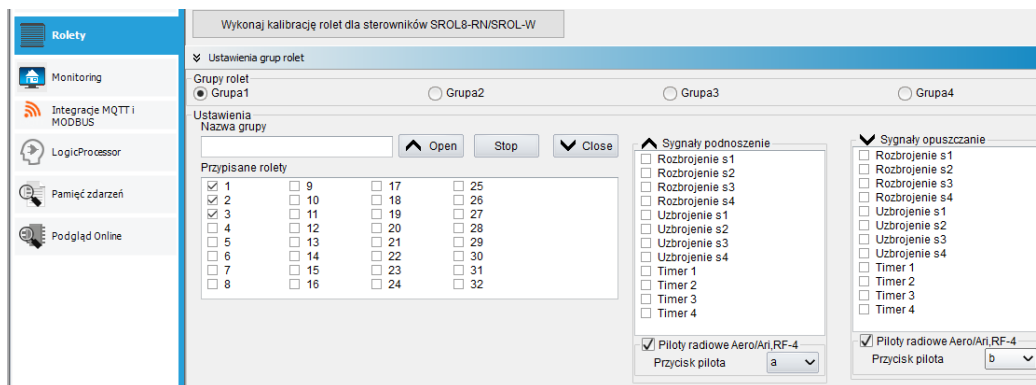 Wykonaj kalibrację rolet dla sterowników SROL8-RN/SROL-W
Rolety
Monitoring
Integracje MQTT i
MODBUS
LogicProcessor
Pamięć zdarzeń
Podgląd Online
Ustawienia grup rolet
Grupy rolet
Grupa1 Grupa2 Grupa3 Grupa4
Ustawienia
Nazwa grupy
Open Stop Close
Przypisane rolety
1 9 17 25
2 10 18 26
3 11 19 27
4 12 20 28
5 13 21 29
6 14 22 30
7 15 23 31
8 16 24 32
Sygnały podnoszenie
Rozbrojenie s1
Rozbrojenie s2
Rozbrojenie s3
Rozbrojenie s4
Uzbrojenie s1
Uzbrojenie s2
Uzbrojenie s3
Uzbrojenie s4
Timer 1
Timer 2
Timer 3
Timer 4
Piloty radiowe Aero/Ari,RF-4
Przycisk pilota a
Sygnały opuszczanie
Rozbrojenie s1
Rozbrojenie s2
Rozbrojenie s3
Rozbrojenie s4
Uzbrojenie s1
Uzbrojenie s2
Uzbrojenie s3
Uzbrojenie s4
Timer 1
Timer 2
Timer 3
Timer 4
Piloty radiowe Aero/Ari,RF-4
Przycisk pilota b